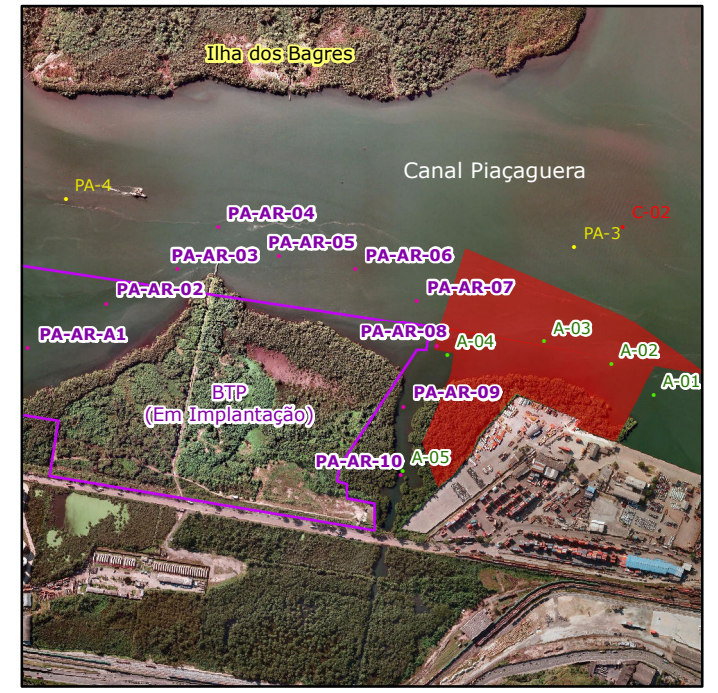 Ilha dos Bagres
Canal Piaçaguera
PA-4
C-02
PA-AR-04
PA-3
PA-AR-03
PA-AR-05
PA-AR-06
PA-AR-02
PA-AR-07
PA-AR-A1
PA-AR-08
A-04
A-03
A-02
A-01
BTP
(Em Implantação)
PA-AR-09
PA-AR-10
A-05